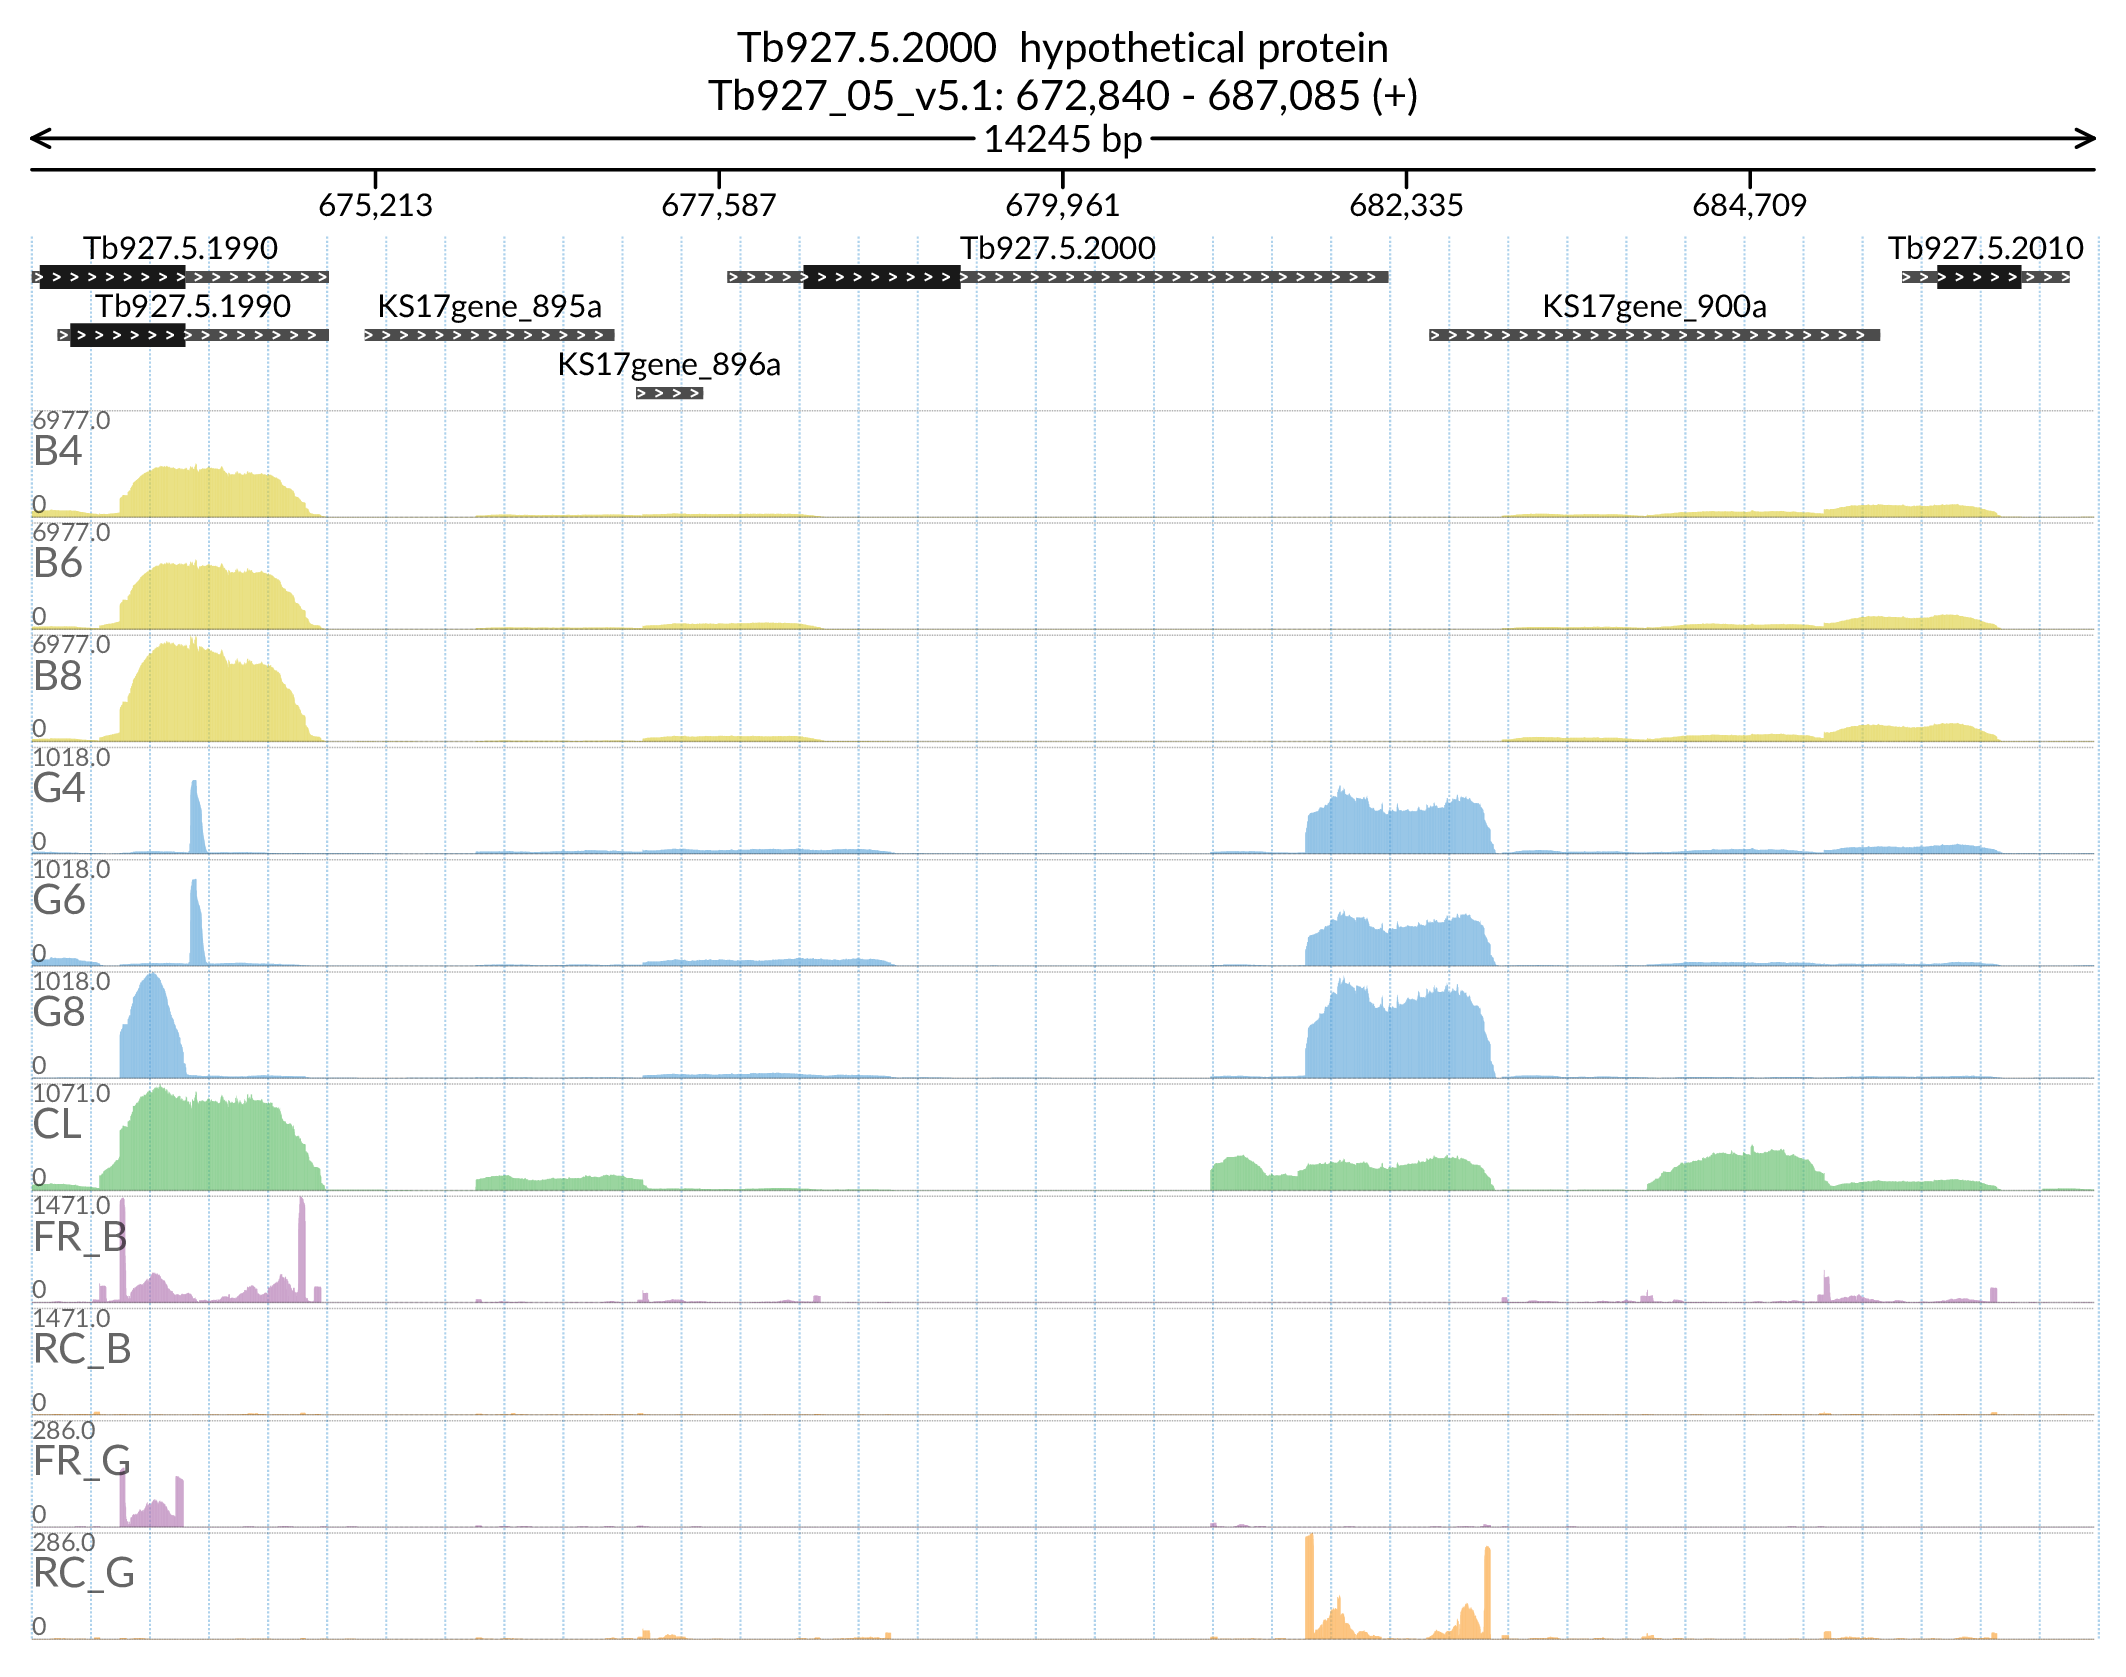 Tb927.5.2000  hypothetical protein
Tb927_05_v5.1: 672,840 - 687,085 (+)
14245 bp
675,213 677,587 679,961 682,335 684,709
Tb927.5.1990 Tb927.5.2000 Tb927.5.2010
Tb927.5.1990 KS17gene_895a KS17gene_900a
KS17gene_896a
6977.0
B4
0
6977.0
B6
0
6977.0
B8
0
1018.0
G4
0
1018.0
G6
0
1018.0
G8
0
1071.0
CL
0
1471.0
FR_B
0
1471.0
RC_B
0
286.0
FR_G
0
286.0
RC_G
0